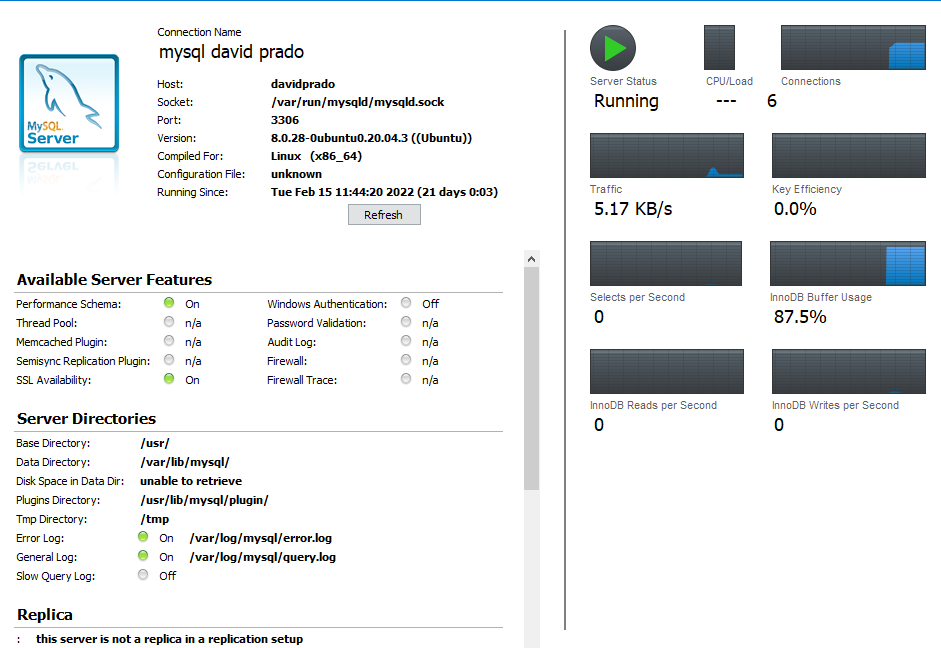 Connection Name
mysql david prado
MySQL
Server
Host: davidprado
Socket: /var/run/mysqld/mysqld.sock
Port: 3306
Version: 8.0.28-0ubuntu0.20.04.3 ((Ubuntu))
Compiled For: Linux (x86_64)
Configuration File: unknown
Running Since: Tue Feb 15 11:44:20 2022 (21 days 0:03)
Refresh
Available Server Features
Performance Schema: On Windows Authentication: Off
Thread Pool: n/a Password Validation: n/a
Memcached Plugin: n/a Audit Log: n/a
Semisync Replication Plugin: n/a Firewall: n/a
SSL Availability: On Firewall Trace: n/a
Server Directories
Base Directory: /usr/
Data Directory: /var/lib/mysql/
Disk Space in Data Dir: unable to retrieve
Plugins Directory: /usr/lib/mysql/plugin/
Tmp Directory: /tmp
Error Log: On /var/log/mysql/error.log
General Log: On /var/log/mysql/query.log
Slow Query Log: Off
Replica
: this server is not a replica in a replication setup
Server Status CPU/Load Connections
Running --- 6
Traffic Key Efficiency
5.17 KB/s 0.0%
Selects per Second InnoDB Buffer Usage
0 87.5%
InnoDB Reads per Second InnoDB Writes per Second
0 0